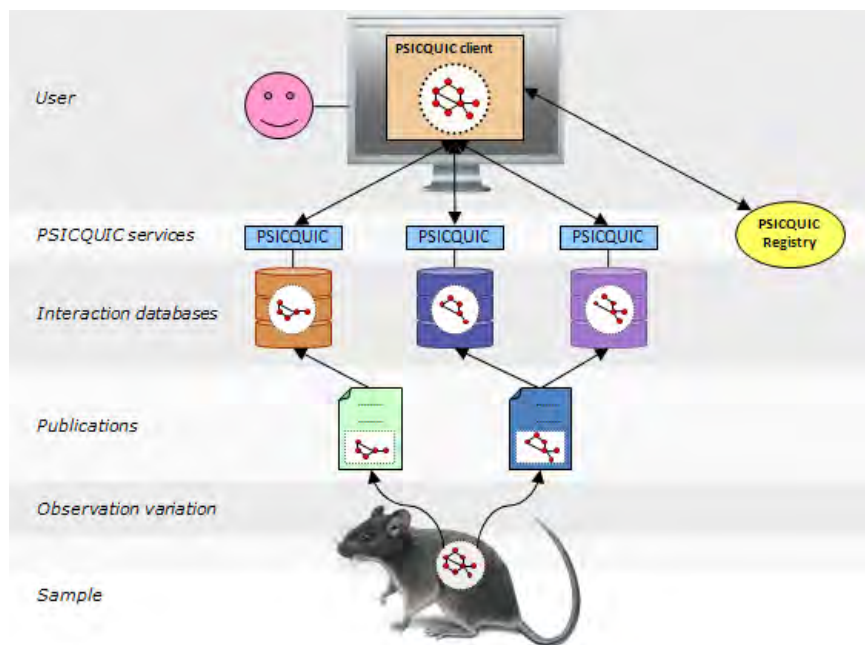 PSICQUIC client
User
PSICQUIC services
PSICQUIC
PSICQUIC
PSICQUIC
PSICQUIC
Registry
Interaction databases
Publications
Observation variation
Sample